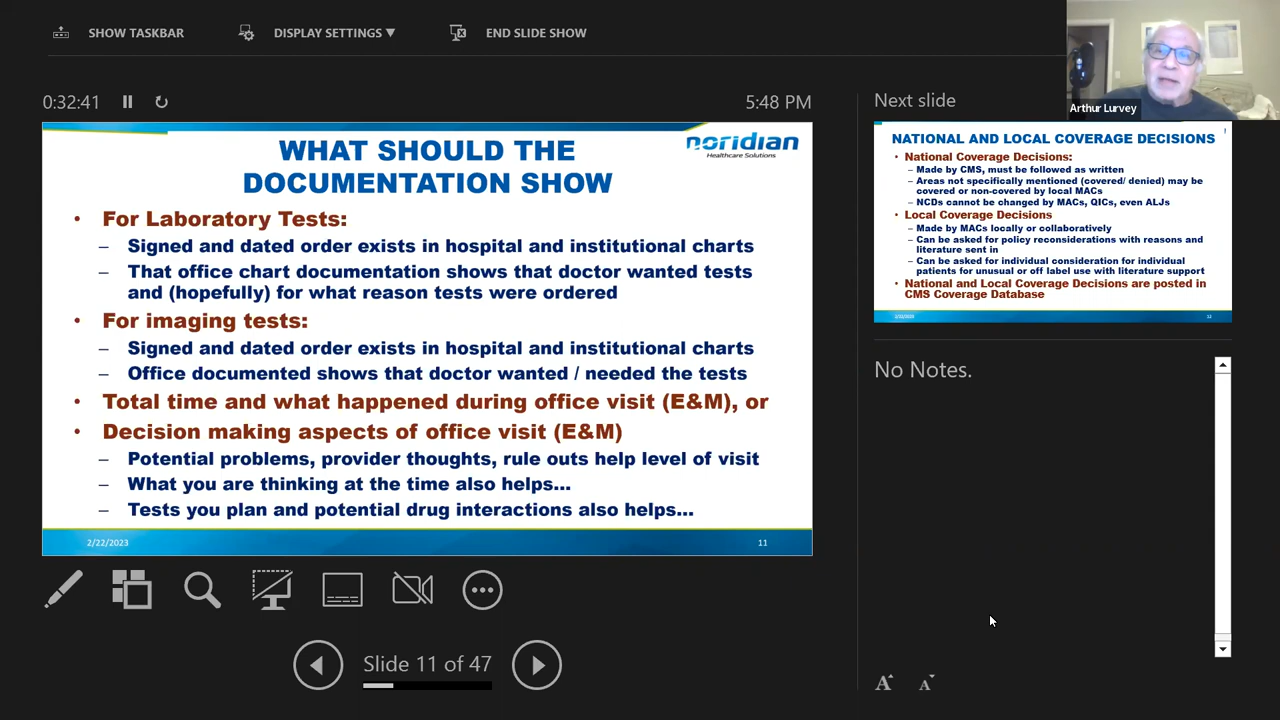 SHOW TASKBAR
DISPLAY SETTINGS ▼
END SLIDE SHOW
Arthur Lurvey
0:32:41
5:48 PM
Next slide
WHAT SHOULD THE
DOCUMENTATION SHOW
noridian
Healthcare Solutions
• For Laboratory Tests:
– Signed and dated order exists in hospital and institutional charts
– That office chart documentation shows that doctor wanted tests
and (hopefully) for what reason tests were ordered
• For imaging tests:
– Signed and dated order exists in hospital and institutional charts
– Office documented shows that doctor wanted / needed the tests
• Total time and what happened during office visit (E&M), or
• Decision making aspects of office visit (E&M)
– Potential problems, provider thoughts, rule outs help level of visit
– What you are thinking at the time also helps...
– Tests you plan and potential drug interactions also helps...
2/22/2023
11
NATIONAL AND LOCAL COVERAGE DECISIONS
• National Coverage Decisions:
– Made by CMS, must be followed as written
– Areas not specifically mentioned (covered/ denied) may be
covered or non-covered by local MACs
– NCDs cannot be changed by MACs, QICs, even ALJs
• Local Coverage Decisions
– Made by MACs locally or collaboratively
– Can be asked for policy reconsiderations with reasons and
literature sent in
– Can be asked for individual consideration for individual
patients for unusual or off label use with literature support
• National and Local Coverage Decisions are posted in
CMS Coverage Database
2/22/2023
12
No Notes.
Slide 11 of 47
A
A